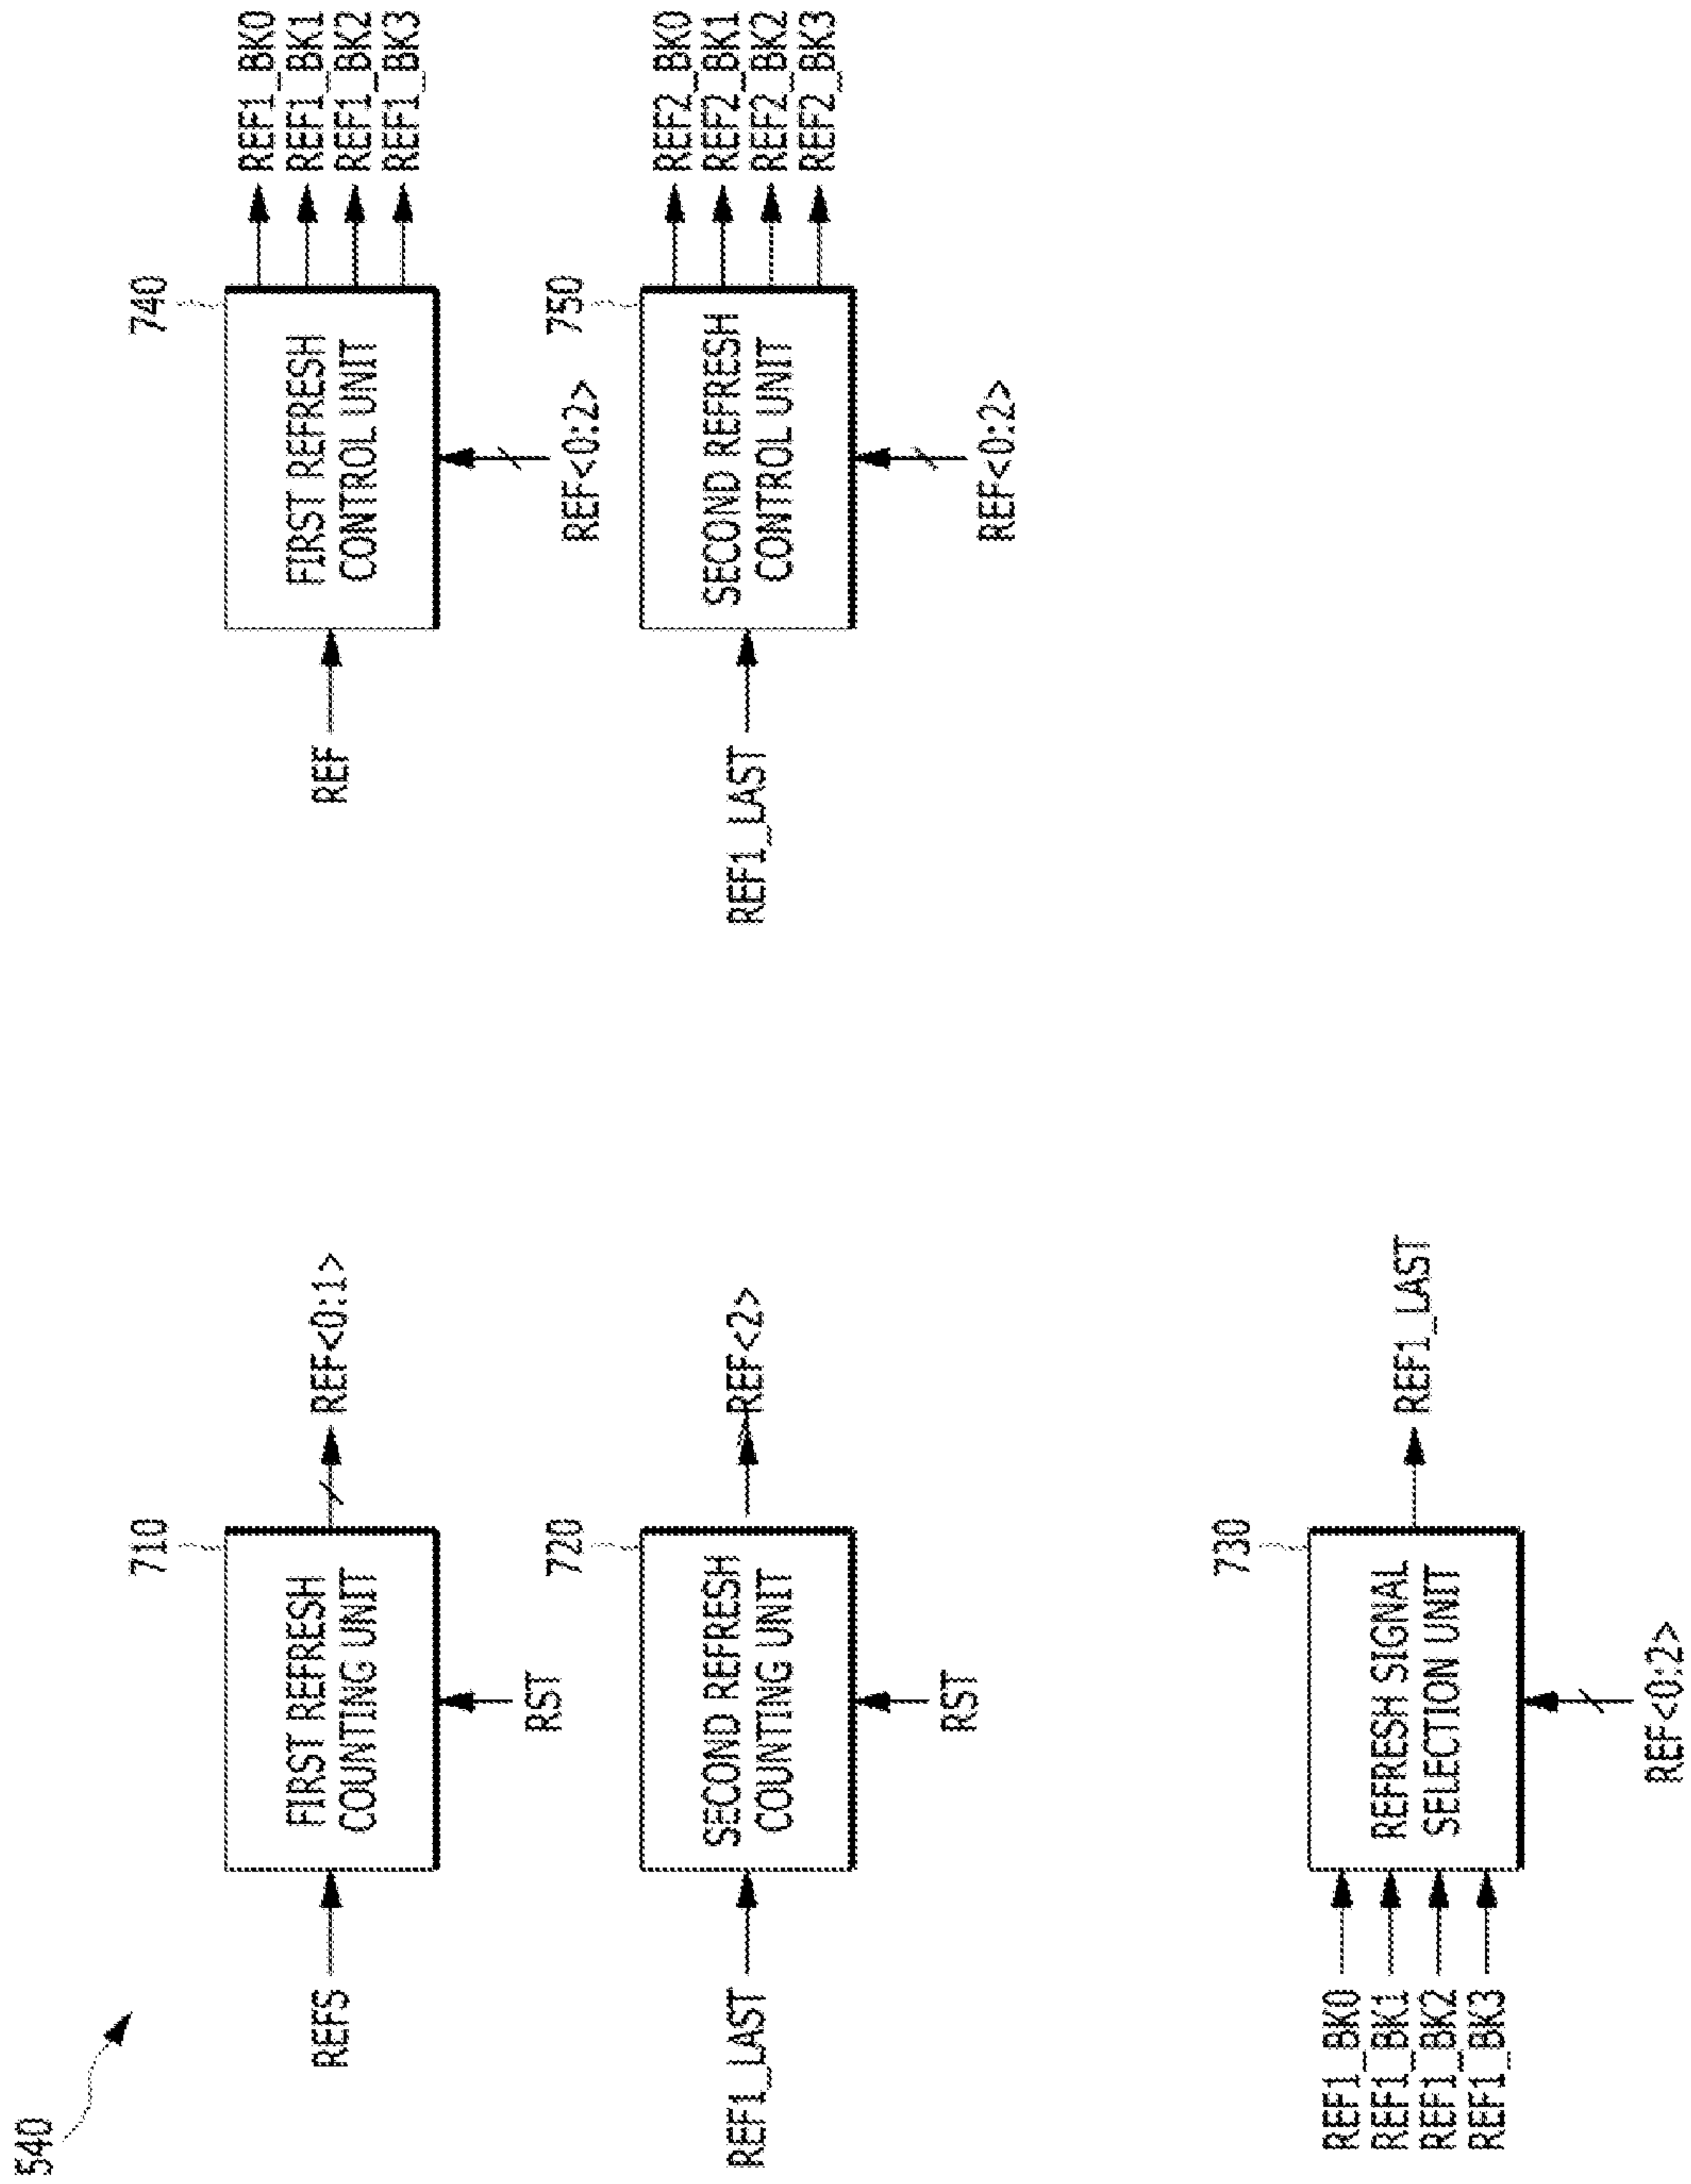 540
REFS
710
FIRST REFRESH
COUNTING UNIT
RST
REF<0:1>
REF1_LAST
720
SECOND REFRESH
COUNTING UNIT
RST
REF<2>
REF1_BK0
REF1_BK1
REF1_BK2
REF1_BK3
730
REFRESH SIGNAL
SELECTION UNIT
REF<0:2>
REF1_LAST
REF
740
FIRST REFRESH
CONTROL UNIT
REF<0:2>
REF1_BK0
REF1_BK1
REF1_BK2
REF1_BK3
REF1_LAST
750
SECOND REFRESH
CONTROL UNIT
REF<0:2>
REF2_BK0
REF2_BK1
REF2_BK2
REF2_BK3